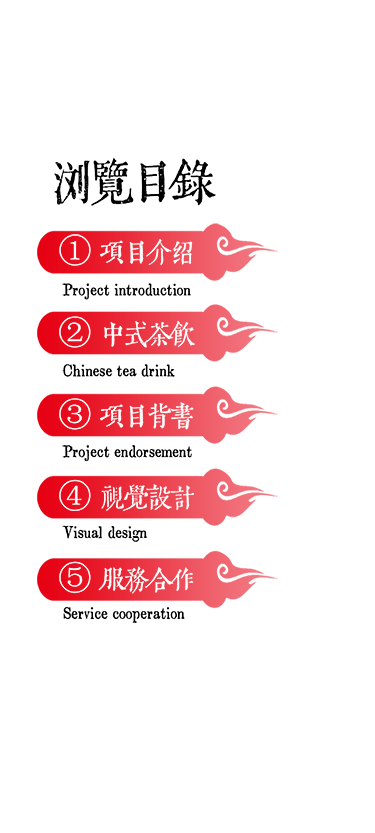 浏覽目錄
① 項目介绍
Project introduction
② 中式茶飲
Chinese tea drink
③ 項目背書
Project endorsement
④ 視覺設計
Visual design
⑤ 服務合作
Service cooperation